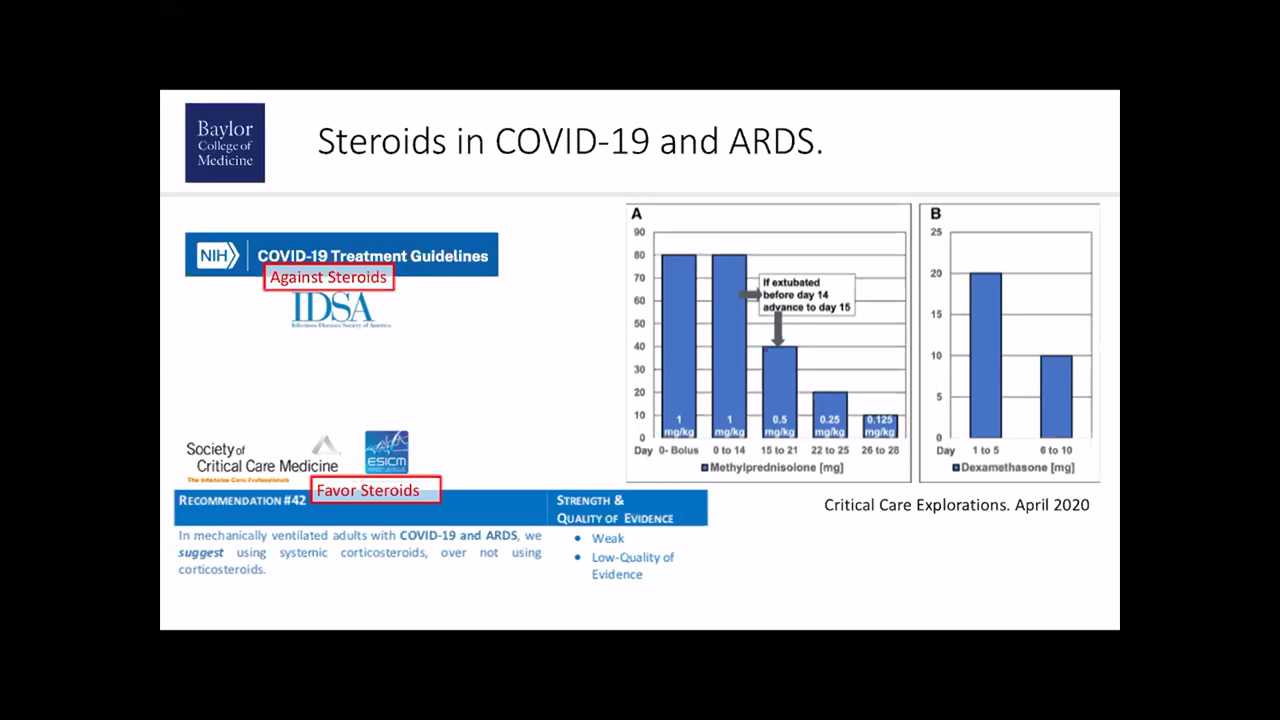 Baylor
College of
Medicine
Steroids in COVID-19 and ARDS.
NIH
COVID-19 Treatment Guidelines
Against Steroids
IDSA
Infectious Diseases Society of America
Society of
Critical Care Medicine
The Intensive Care Professionals
ESICM
Favor Steroids
RECOMMENDATION #42
STRENGTH &
QUALITY OF EVIDENCE
In mechanically ventilated adults with COVID-19 and ARDS, we
suggest using systemic corticosteroids, over not using
corticosteroids.
• Weak
• Low-Quality of
Evidence
A
90
80
70
60
50
40
30
20
10
0
If extubated
before day 14
advance to day 15
1
mg/kg
1
mg/kg
0.5
mg/kg
0.25
mg/kg
0.125
mg/kg
Day 0- Bolus 0 to 14 15 to 21 22 to 25 26 to 28
Methylprednisolone [mg]
B
25
20
15
10
5
0
Day 1 to 5 6 to 10
Dexamethasone [mg]
Critical Care Explorations. April 2020